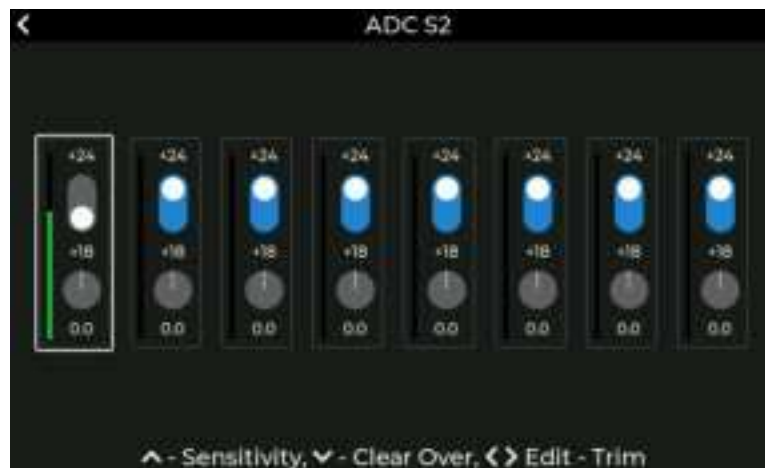 ADC S2
+24 +24 +24 +24 +24 +24 +24 +24
+18 +18 +18 +18 +18 +18 +18 +18
0.0 0.0 0.0 0.0 0.0 0.0 0.0 0.0
- Sensitivity, - Clear Over, Edit - Trim